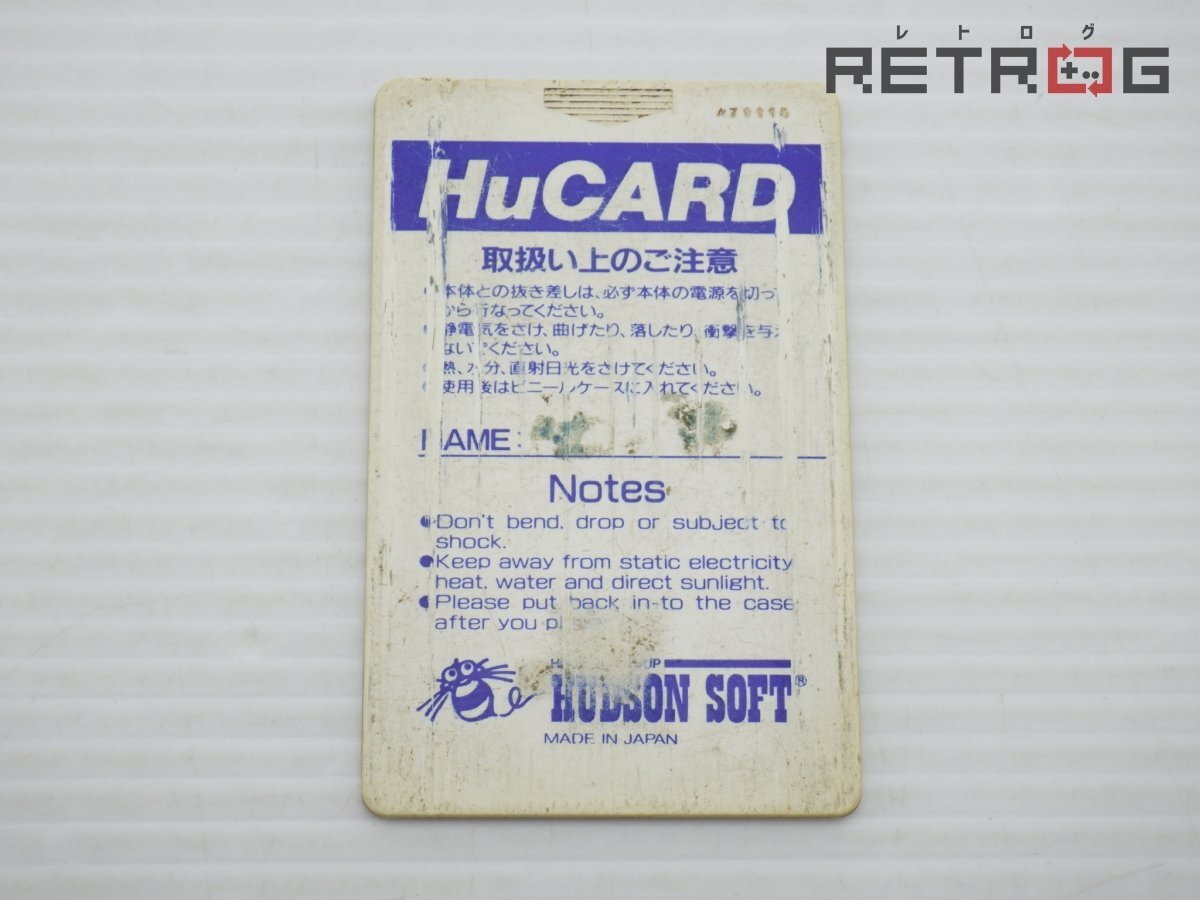 レトログ
RETROG
HuCARD
取扱い上のご注意
本体との抜き差しは、必ず本体の電源を切っ
から行なってください。
静電気をさけ、曲げたり、落したり、衝撃を与え
ないでください。
熱、水分、直射日光をさけてください。
使用後はビニールケースに入れてください。
NAME:
Notes
●Don't bend, drop or subject to
shock.
●Keep away from static electricity,
heat, water and direct sunlight.
●Please put back in-to the case
after you
HUDSON SOFT®
MADE IN JAPAN